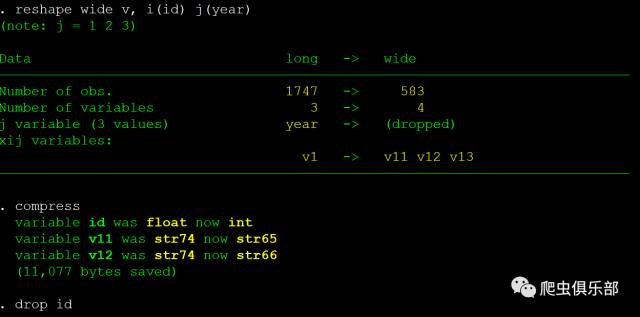 . reshape wide v, i(id) j(year)
(note: j = 1 2 3)
Data long -> wide
Number of obs. 1747 -> 583
Number of variables 3 -> 4
j variable (3 values) year -> (dropped)
xij variables:
v1 -> v11 v12 v13
. compress
variable id was float now int
variable v11 was str74 now str65
variable v12 was str74 now str66
(11,077 bytes saved)
. drop id
爬虫俱乐部